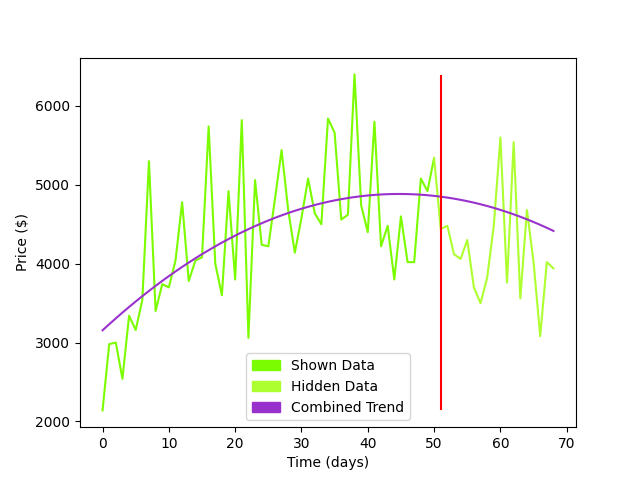 6000
5000
4000
3000
2000
Price ($)
Shown Data
Hidden Data
Combined Trend
0 10 20 30 40 50 60 70
Time (days)